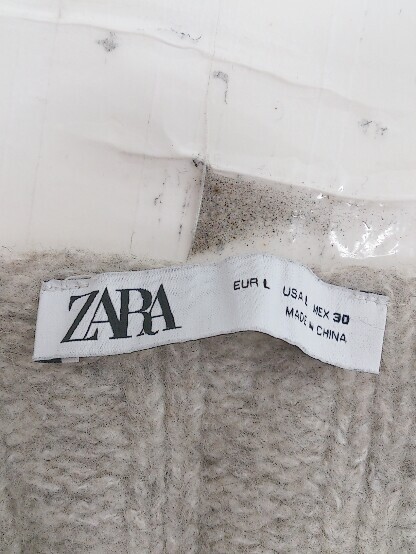 ZARA
EUR L USA L MEX 30
MADE IN CHINA